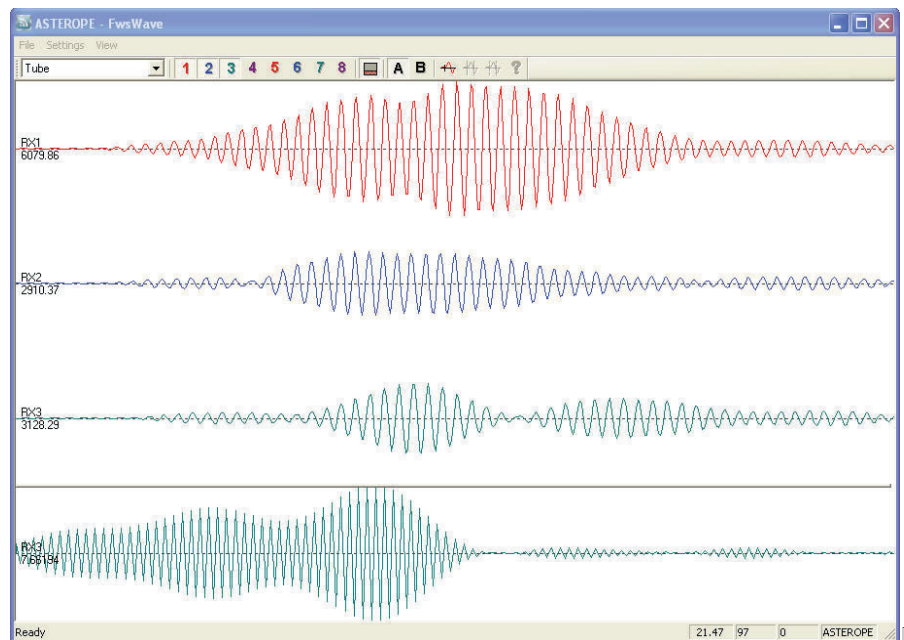 ASTEROPE - FwsWave
File Settings View
Tube 1 2 3 4 5 6 7 8 A B ?
RX1
6079.86
RX2
2910.37
RX3
3128.29
RX3
Ready 21.47 97 0 ASTEROPE